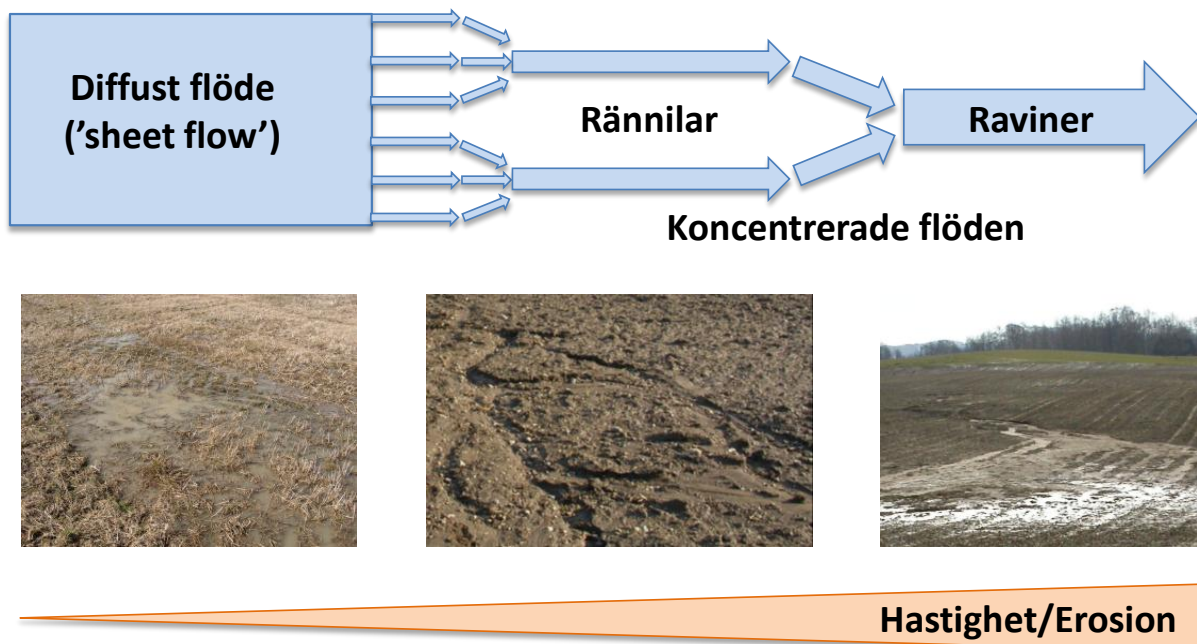 Diffust flöde
(’sheet flow’)
Rännilar
Raviner
Koncentrerade flöden
Hastighet/Erosion